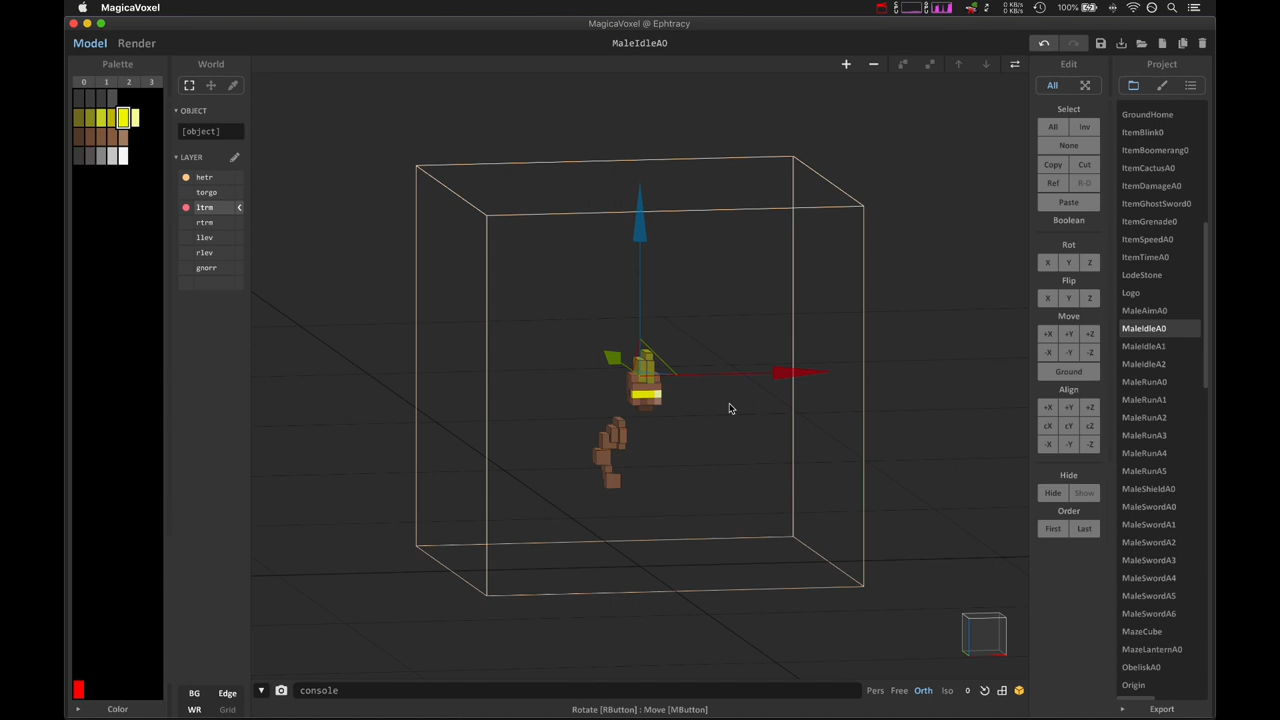 MagicaVoxel
0 KB/s
0 KB/s
100%
MagicaVoxel @ Ephtracy
Model Render
MaleIdleA0
Palette
World
Edit
Project
0 1 2 3
All
OBJECT
[object]
LAYER
hetr
torgo
ltrm
rtrm
llev
rlev
gnorr
Select
All Inv
None
Copy Cut
Ref R-D
Paste
Boolean
Rot
X Y Z
Flip
X Y Z
Move
+X +Y +Z
-X -Y -Z
Ground
Align
+X +Y +Z
cX cY cZ
-X -Y -Z
Hide
Hide Show
Order
First Last
GroundHome
ItemBlink0
ItemBoomerang0
ItemCactusA0
ItemDamageA0
ItemGhostSword0
ItemGrenade0
ItemSpeedA0
ItemTimeA0
LodeStone
Logo
MaleAimA0
MaleIdleA0
MaleIdleA1
MaleIdleA2
MaleRunA0
MaleRunA1
MaleRunA2
MaleRunA3
MaleRunA4
MaleRunA5
MaleShieldA0
MaleSwordA0
MaleSwordA1
MaleSwordA2
MaleSwordA3
MaleSwordA4
MaleSwordA5
MaleSwordA6
MazeCube
MazeLanternA0
ObeliskA0
Origin
BG Edge
WR Grid
console
Pers Free Orth Iso 0
Color
Rotate [RButton] : Move [MButton]
Export